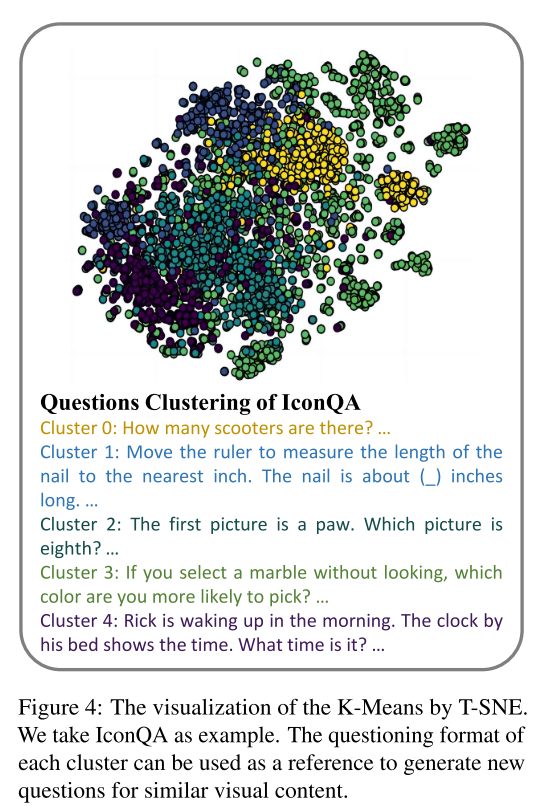 Questions Clustering of IconQA
Cluster 0: How many scooters are there? ...
Cluster 1: Move the ruler to measure the length of the
nail to the nearest inch. The nail is about (_) inches
long. ...
Cluster 2: The first picture is a paw. Which picture is
eighth? ...
Cluster 3: If you select a marble without looking, which
color are you more likely to pick? ...
Cluster 4: Rick is waking up in the morning. The clock by
his bed shows the time. What time is it? ...
Figure 4: The visualization of the K-Means by T-SNE.
We take IconQA as example. The questioning format of
each cluster can be used as a reference to generate new
questions for similar visual content.